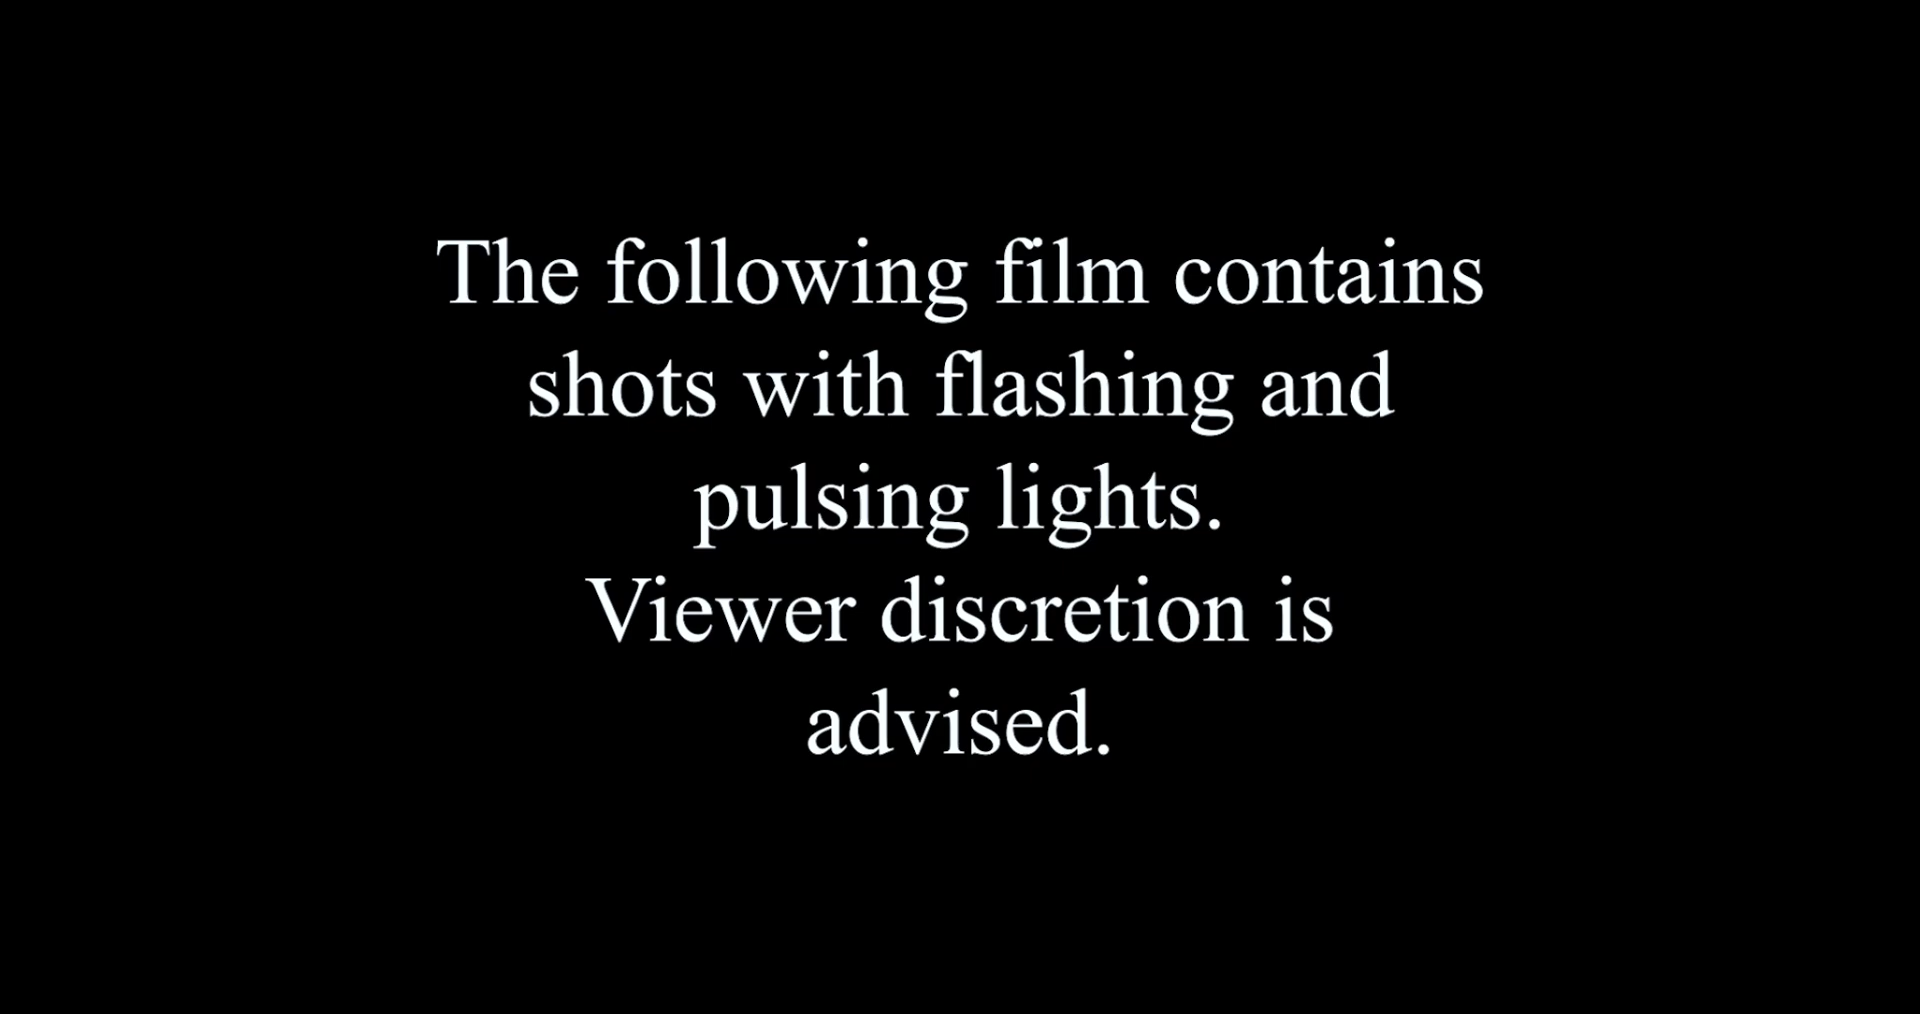 The following film contains
shots with flashing and
pulsing lights.
Viewer discretion is
advised.